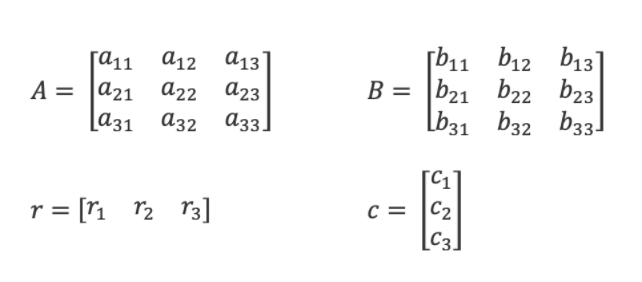 A = [a₁₁ a₁₂ a₁₃
a₂₁ a₂₂ a₂₃
a₃₁ a₃₂ a₃₃]
B = [b₁₁ b₁₂ b₁₃
b₂₁ b₂₂ b₂₃
b₃₁ b₃₂ b₃₃]
r = [r₁ r₂ r₃]
c = [c₁
c₂
c₃]